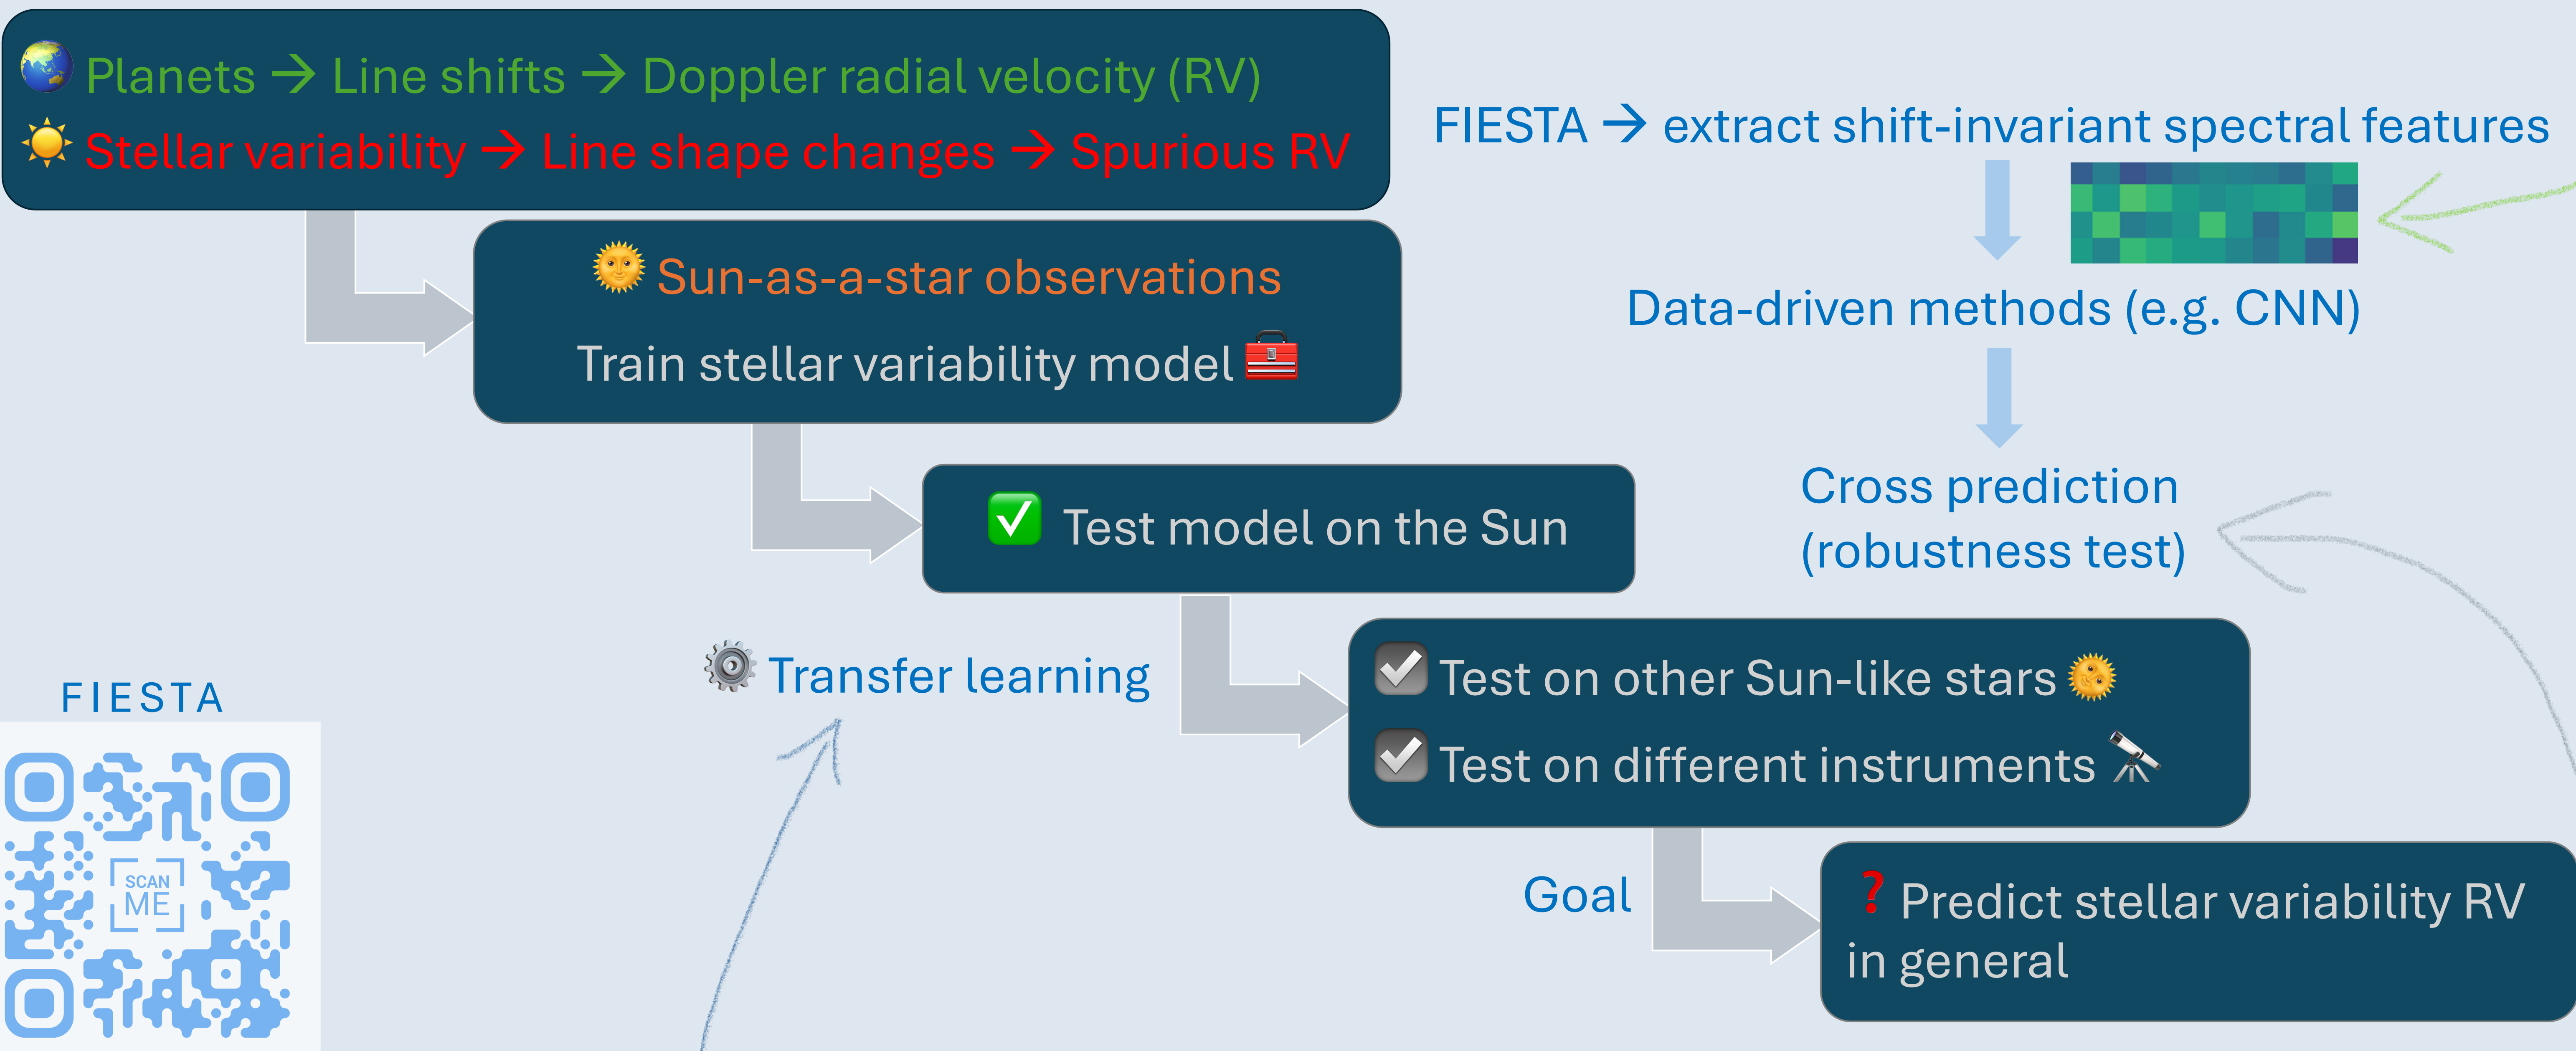 🌏 Planets → Line shifts → Doppler radial velocity (RV)
☀️ Stellar variability → Line shape changes → Spurious RV
FIESTA → extract shift-invariant spectral features
🌞 Sun-as-a-star observations
Train stellar variability model 🧰
Data-driven methods (e.g. CNN)
✅ Test model on the Sun
Cross prediction
(robustness test)
⚙️ Transfer learning
☑️ Test on other Sun-like stars 🌞
☑️ Test on different instruments 🔭
FIESTA
SCAN
ME
Goal
❓ Predict stellar variability RV
in general